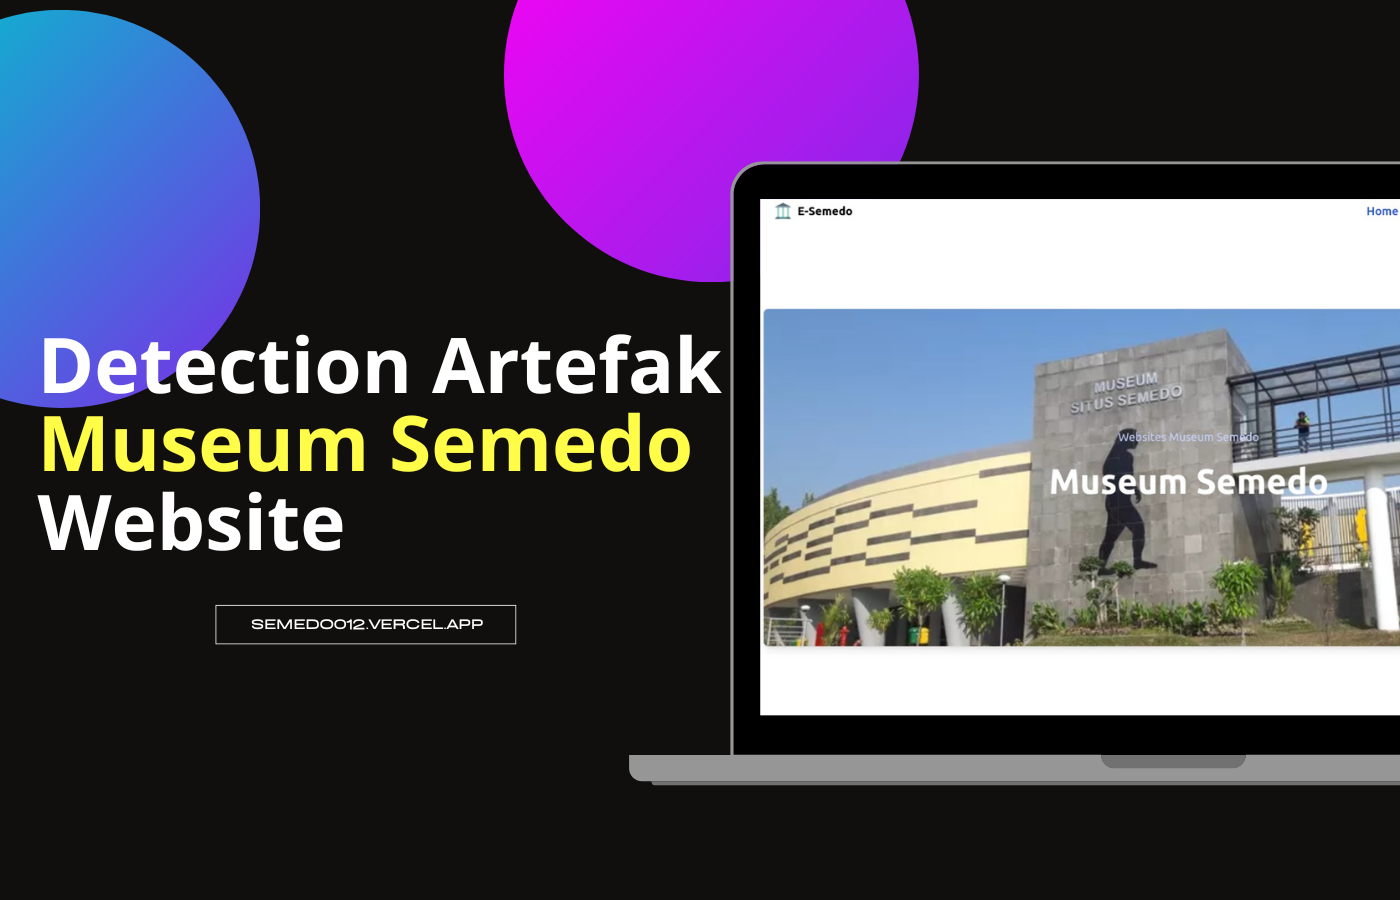 Detection Artefak
Museum Semedo
Website
SEMEDO012.VERCEL.APP
E-Semedo
Home
MUSEUM
SITUS SEMEDO
Websites Museum Semedo
Museum Semedo